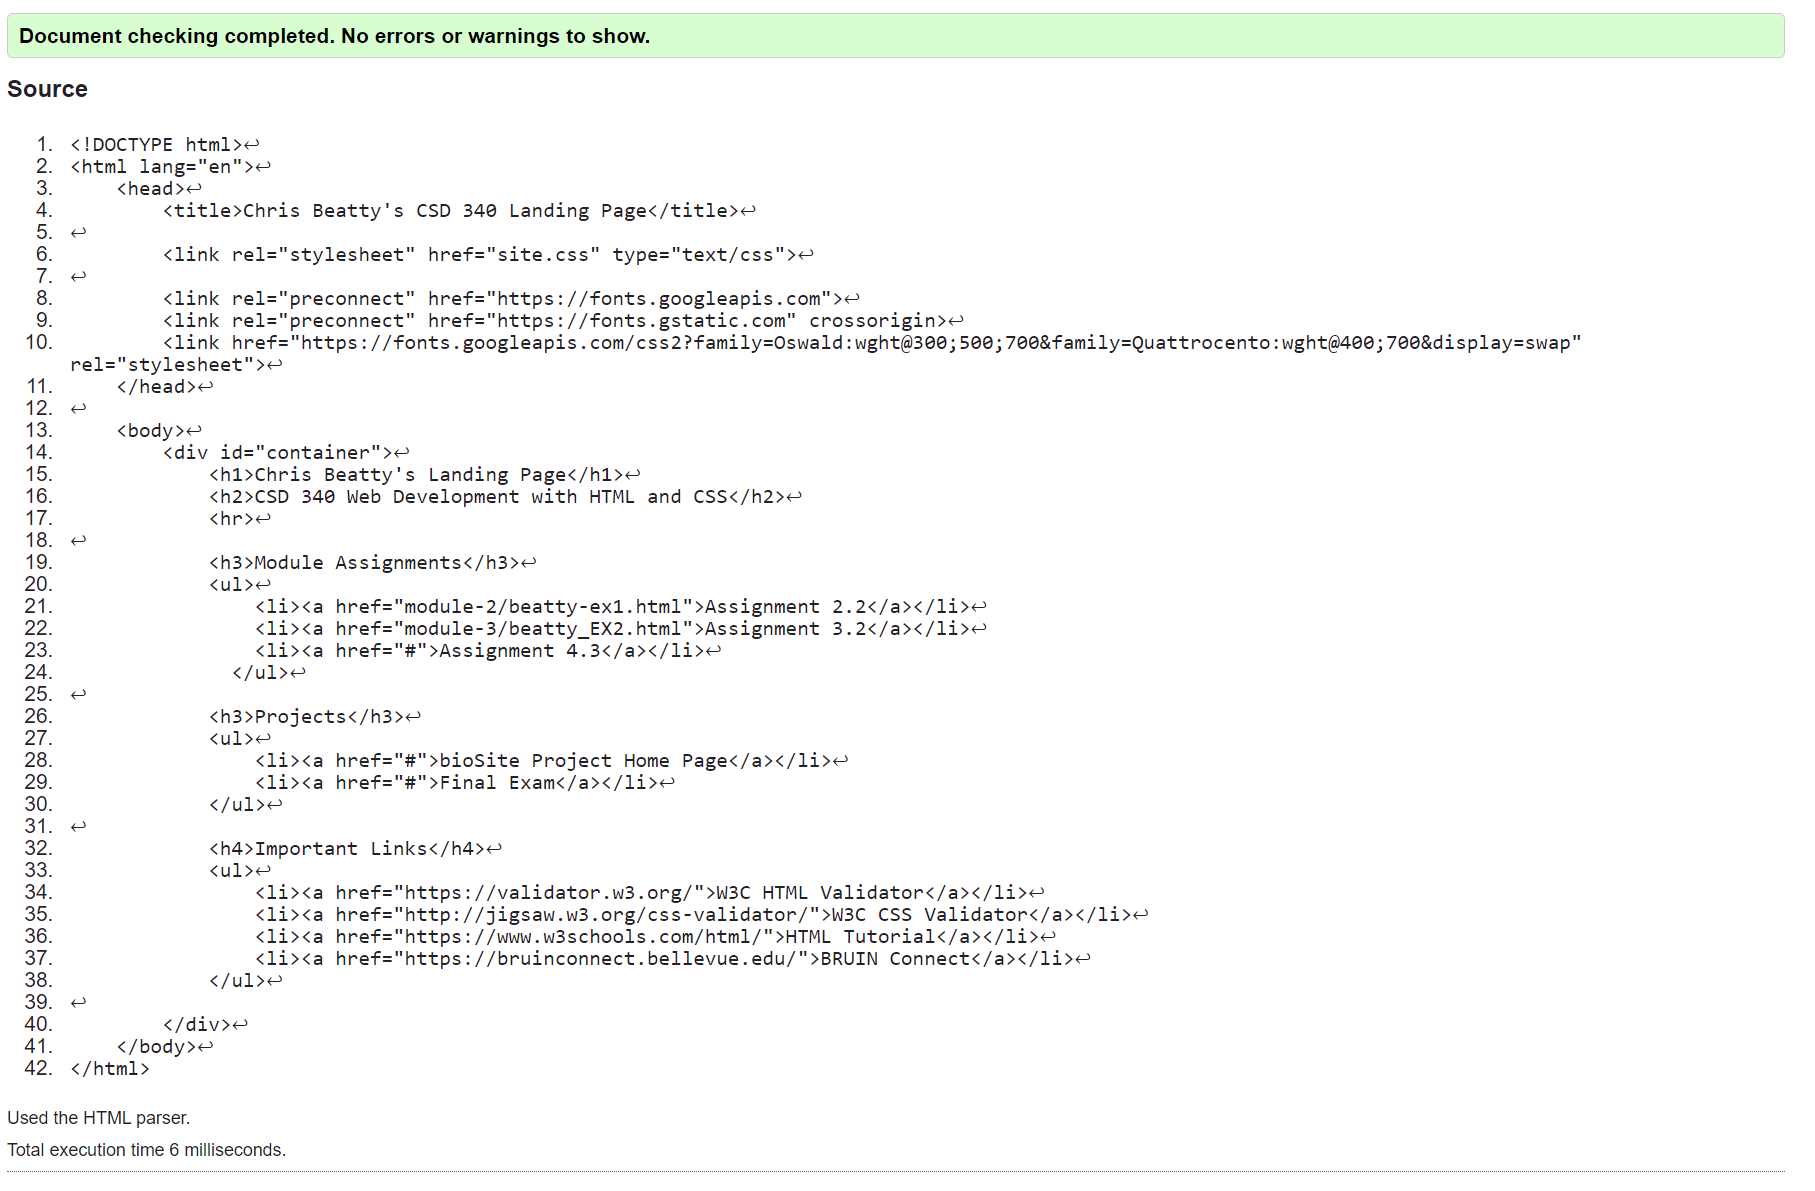 Document checking completed. No errors or warnings to show.
Source
1. <!DOCTYPE html>↩
2. <html lang="en">↩
3.     <head>↩
4.         <title>Chris Beatty's CSD 340 Landing Page</title>↩
5. ↩
6.         <link rel="stylesheet" href="site.css" type="text/css">↩
7. ↩
8.         <link rel="preconnect" href="https://fonts.googleapis.com">↩
9.         <link rel="preconnect" href="https://fonts.gstatic.com" crossorigin>↩
10.         <link href="https://fonts.googleapis.com/css2?family=Oswald:wght@300;500;700&family=Quattrocento:wght@400;700&display=swap"
rel="stylesheet">↩
11.     </head>↩
12. ↩
13.     <body>↩
14.         <div id="container">↩
15.             <h1>Chris Beatty's Landing Page</h1>↩
16.             <h2>CSD 340 Web Development with HTML and CSS</h2>↩
17.             <hr>↩
18. ↩
19.             <h3>Module Assignments</h3>↩
20.             <ul>↩
21.                 <li><a href="module-2/beatty-ex1.html">Assignment 2.2</a></li>↩
22.                 <li><a href="module-3/beatty_EX2.html">Assignment 3.2</a></li>↩
23.                 <li><a href="#">Assignment 4.3</a></li>↩
24.               </ul>↩
25. ↩
26.             <h3>Projects</h3>↩
27.             <ul>↩
28.                 <li><a href="#">bioSite Project Home Page</a></li>↩
29.                 <li><a href="#">Final Exam</a></li>↩
30.             </ul>↩
31. ↩
32.             <h4>Important Links</h4>↩
33.             <ul>↩
34.                 <li><a href="https://validator.w3.org/">W3C HTML Validator</a></li>↩
35.                 <li><a href="http://jigsaw.w3.org/css-validator/">W3C CSS Validator</a></li>↩
36.                 <li><a href="https://www.w3schools.com/html/">HTML Tutorial</a></li>↩
37.                 <li><a href="https://bruinconnect.bellevue.edu/">BRUIN Connect</a></li>↩
38.             </ul>↩
39. ↩
40.         </div>↩
41.     </body>↩
42. </html>
Used the HTML parser.
Total execution time 6 milliseconds.